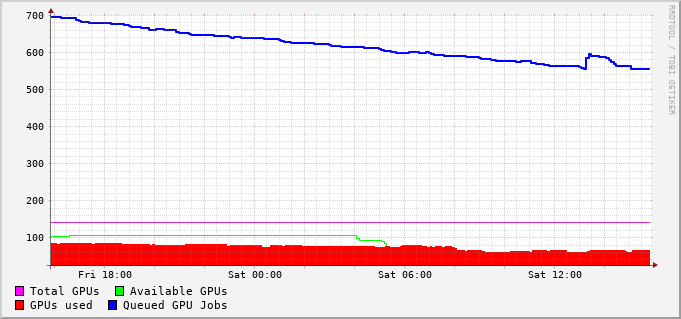 700
600
500
400
300
200
100
Fri 18:00 Sat 00:00 Sat 06:00 Sat 12:00
Total GPUs Available GPUs
GPUs used Queued GPU Jobs
RRDTOOL / TOBI OETIKER